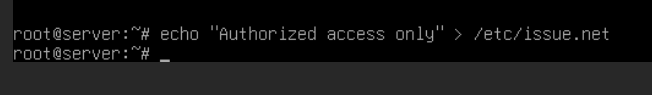 root@server:~# echo "Authorized access only" > /etc/issue.net
root@server:~# _